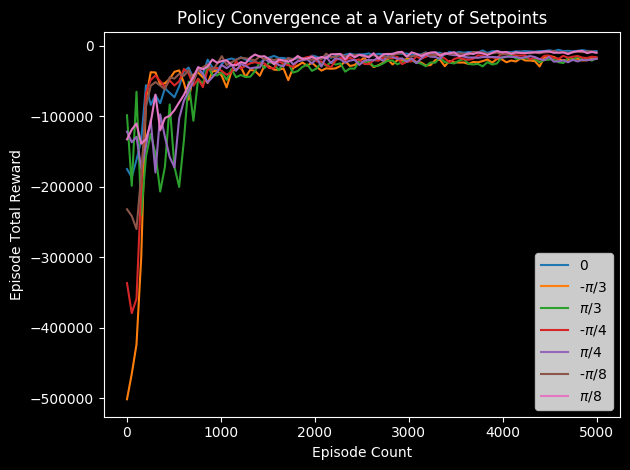 Policy Convergence at a Variety of Setpoints
Episode Total Reward
0
−100000
−200000
−300000
−400000
−500000
0
1000
2000
3000
4000
5000
Episode Count
0
-π/3
π/3
-π/4
π/4
-π/8
π/8